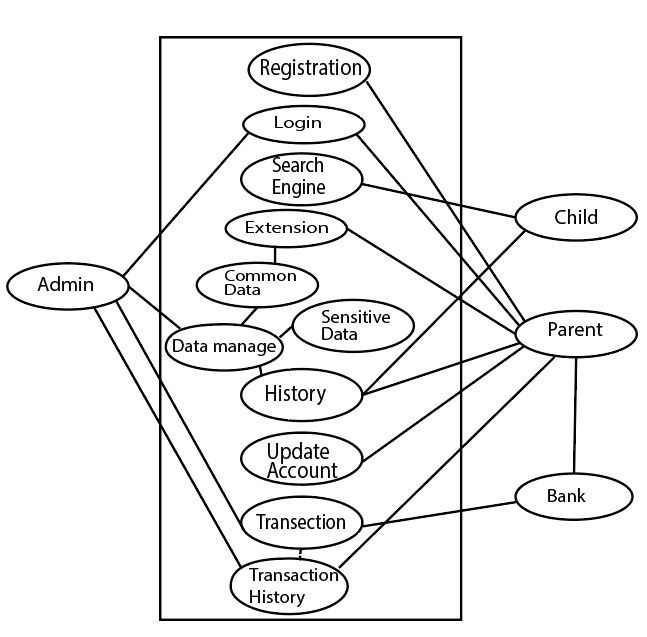 Registration
Login
Search
Engine
Extension
Child
Common
Data
Admin
Sensitive
Data
Parent
Data manage
History
Update
Account
Bank
Transection
Transaction
History